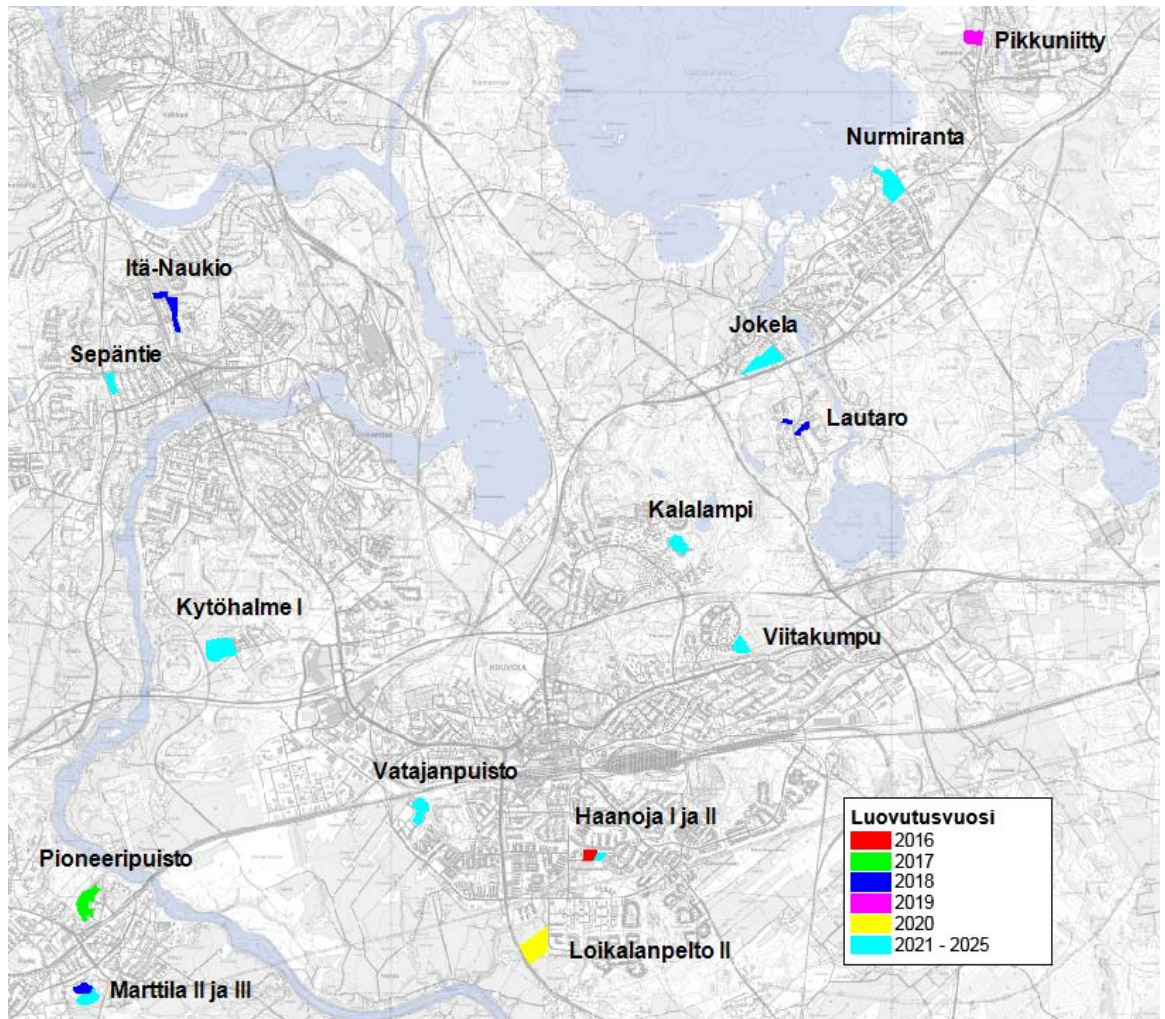 Pikkuniitty
Nurmiranta
Itä-Naukio
Jokela
Sepäntie
Lautaro
Kalalampi
Kytöhalme I
Viitakumpu
KOUVOLA
Vatajanpuisto
Haanoja I ja II
Pioneeripuisto
Loikalanpelto II
Marttila II ja III
Luovutusvuosi
2016
2017
2018
2019
2020
2021 - 2025